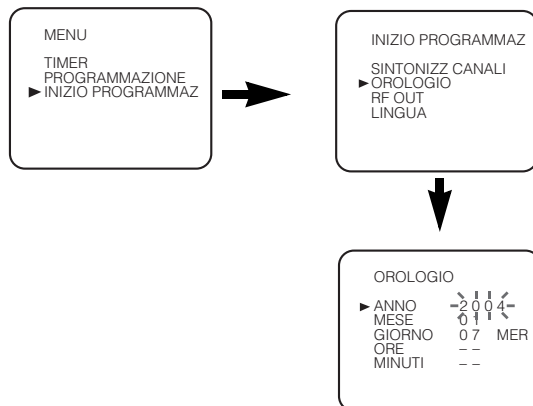 MENU
TIMER
PROGRAMMAZIONE
►INIZIO PROGRAMMAZ
INIZIO PROGRAMMAZ
SINTONIZZ CANALI
►OROLOGIO
RF OUT
LINGUA
OROLOGIO
►ANNO 2004
MESE 01
GIORNO 07 MER
ORE – –
MINUTI – –